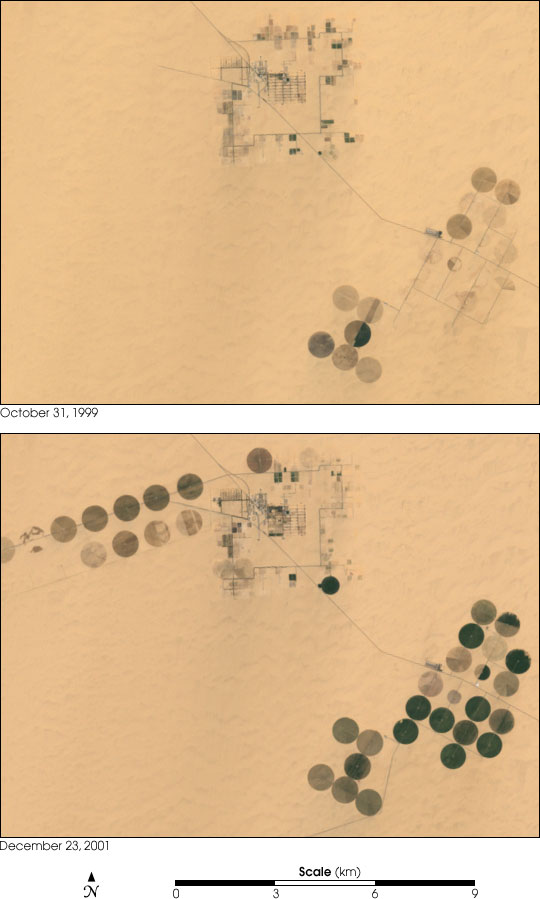 October 31, 1999
December 23, 2001
N
Scale (km)
0 3 6 9